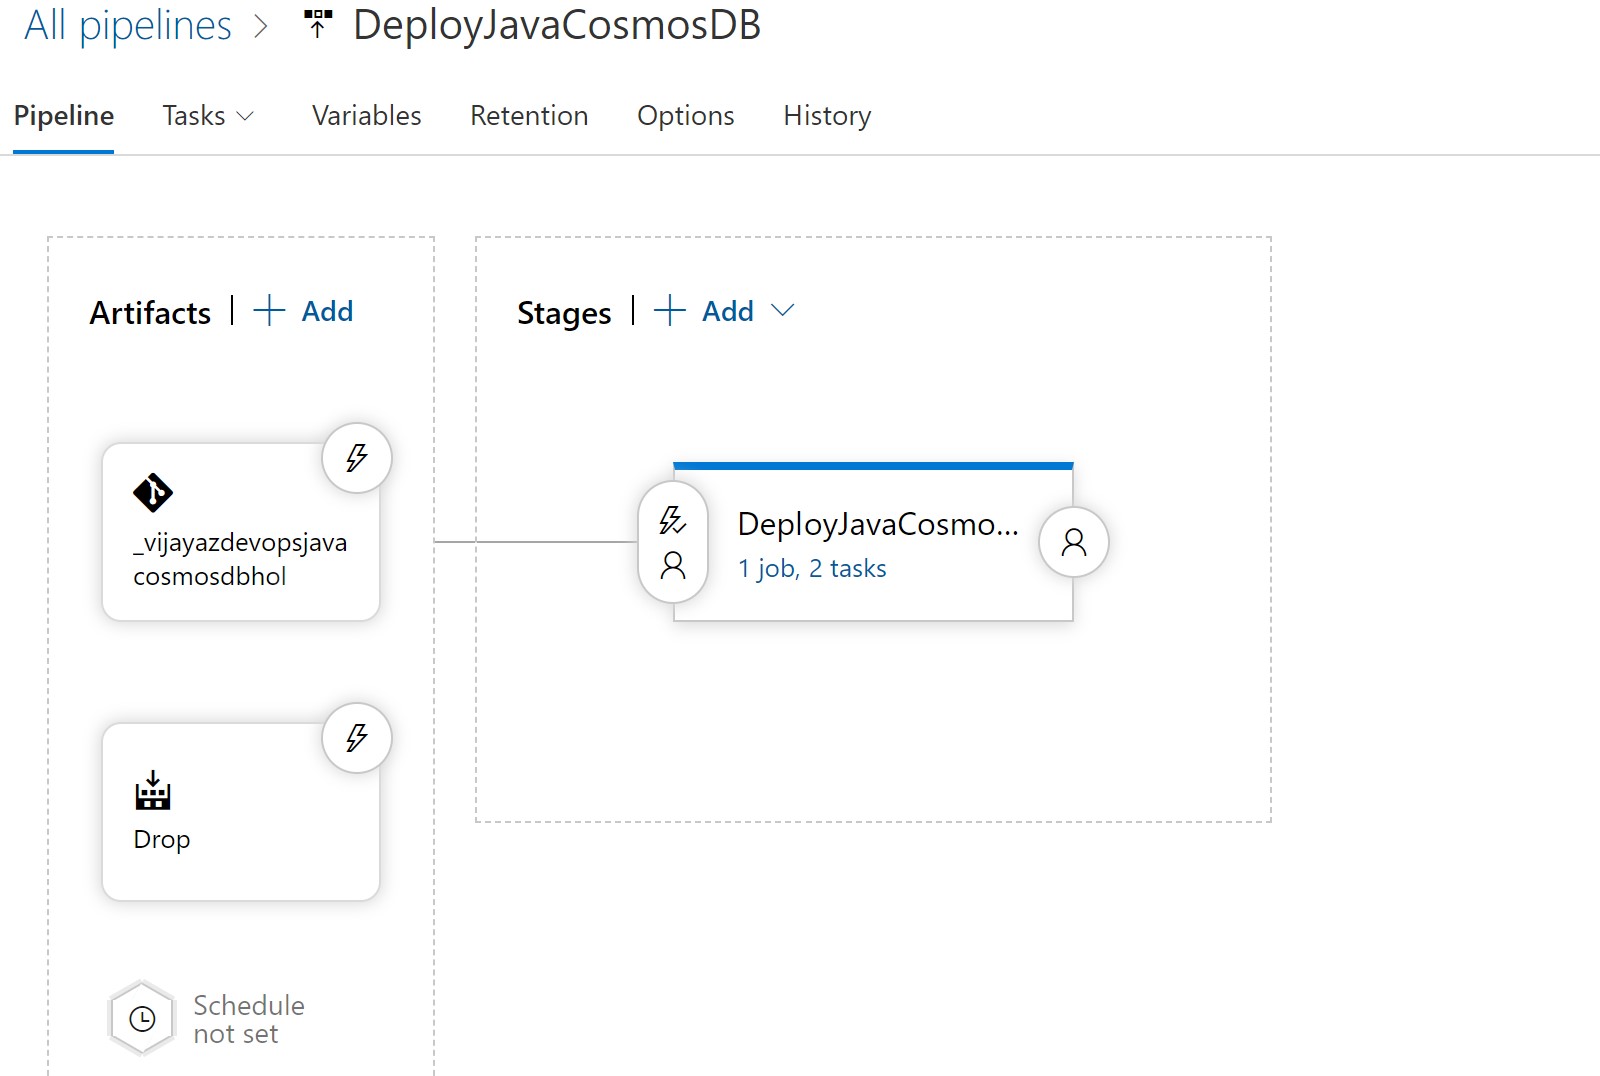 All pipelines > DeployJavaCosmosDB
Pipeline Tasks Variables Retention Options History
Artifacts | + Add
Stages | + Add
_vijayazdevopsjava
cosmosdbhol
DeployJavaCosmo...
1 job, 2 tasks
Drop
Schedule
not set